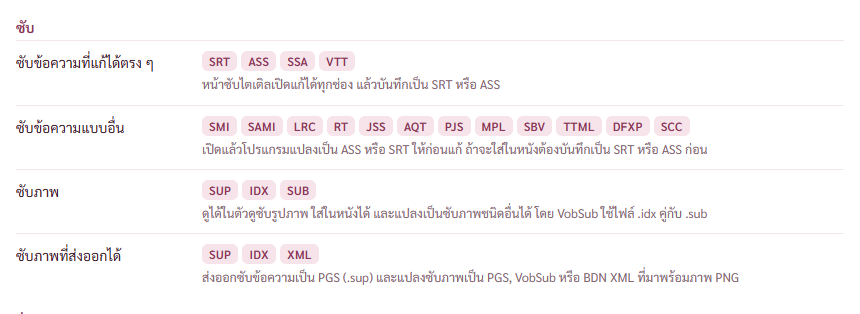 ซับ
ซับข้อความที่แก้ได้ตรง ๆ
SRT ASS SSA VTT
หน้าซับไตเติลเปิดแก้ได้ทุกช่อง แล้วบันทึกเป็น SRT หรือ ASS
ซับข้อความแบบอื่น
SMI SAMI LRC RT JSS AQT PJS MPL SBV TTML DFXP SCC
เปิดแล้วโปรแกรมแปลงเป็น ASS หรือ SRT ให้ก่อนแก้ ถ้าจะใส่ในหนังต้องบันทึกเป็น SRT หรือ ASS ก่อน
ซับภาพ
SUP IDX SUB
ดูได้ในตัวดูซับรูปภาพ ใส่ในหนังได้ และแปลงเป็นซับภาพชนิดอื่นได้ โดย VobSub ใช้ไฟล์ .idx คู่กับ .sub
ซับภาพที่ส่งออกได้
SUP IDX XML
ส่งออกซับข้อความเป็น PGS (.sup) และแปลงซับภาพเป็น PGS, VobSub หรือ BDN XML ที่มาพร้อมภาพ PNG